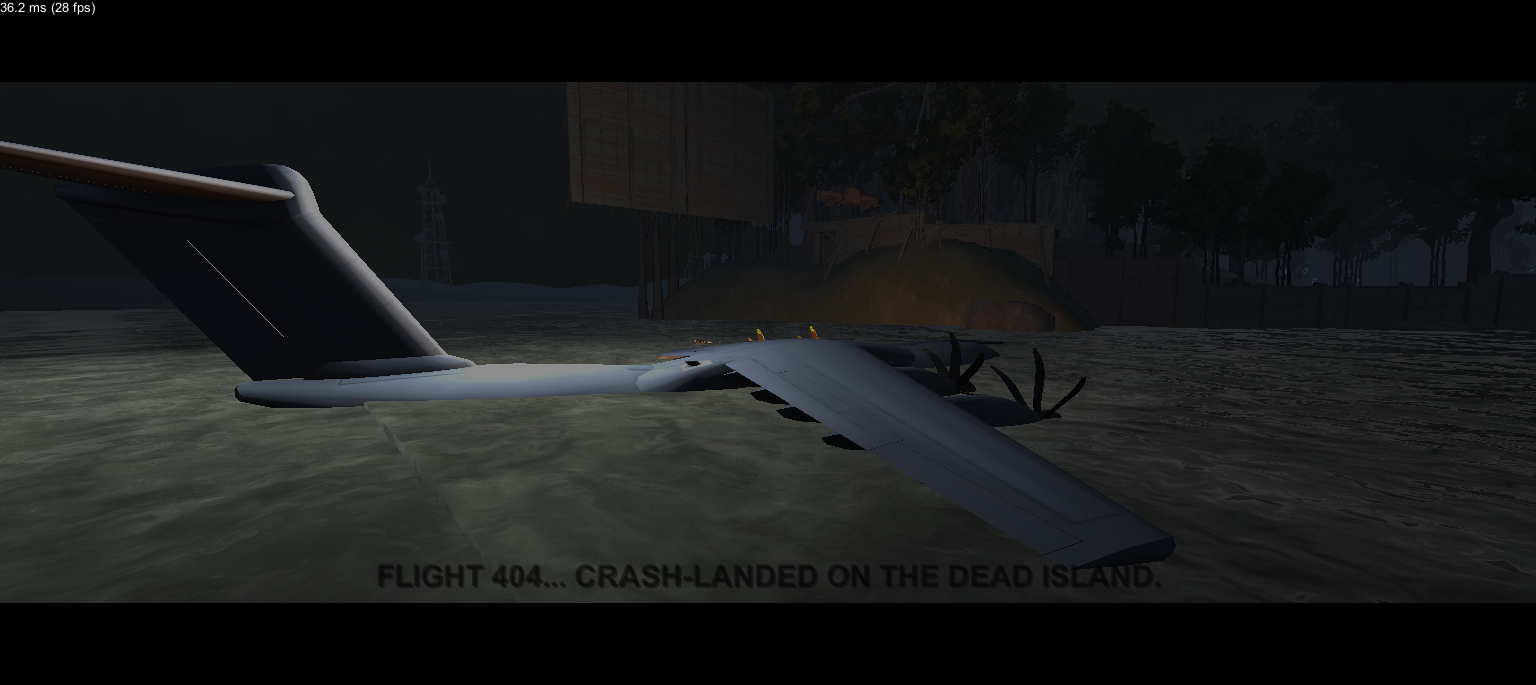 36.2 ms (28 fps)
FLIGHT 404... CRASH-LANDED ON THE DEAD ISLAND.